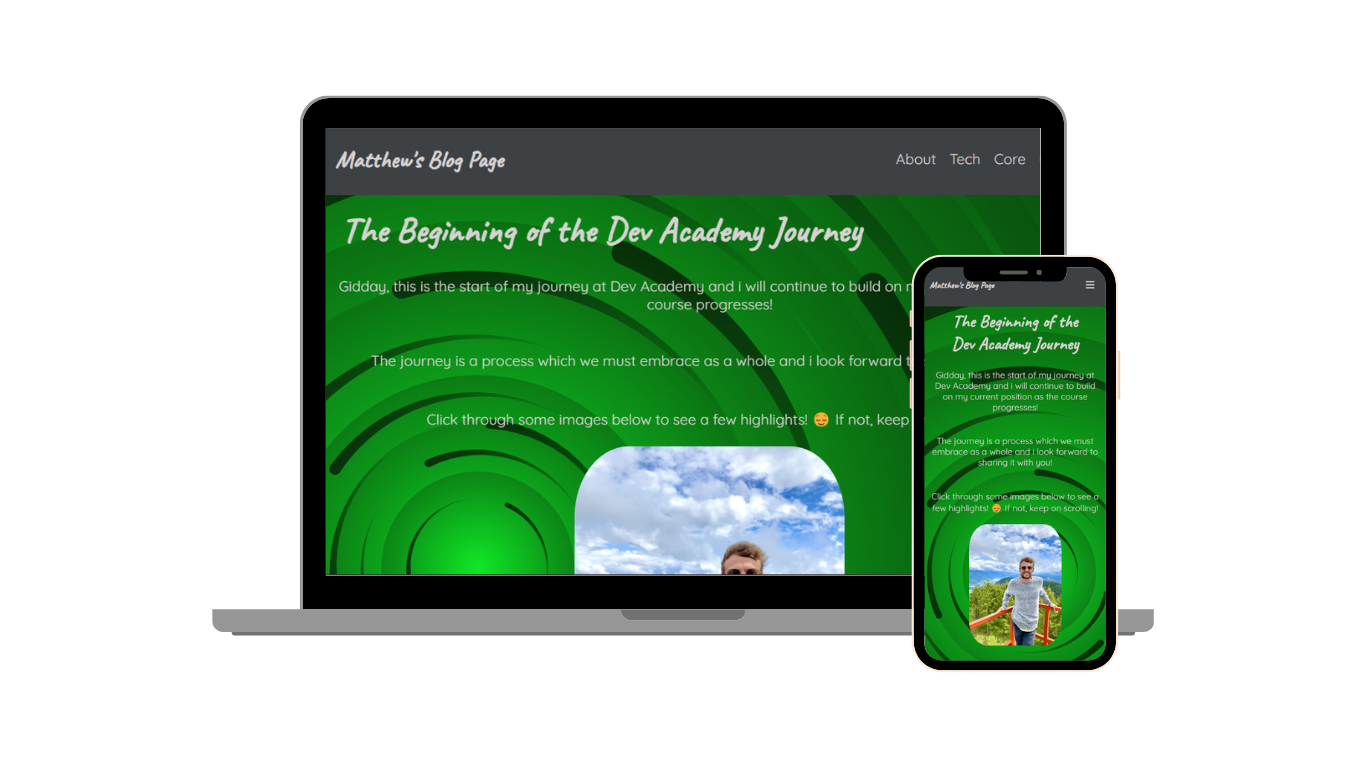 Matthew's Blog Page
About Tech Core
The Beginning of the Dev Academy Journey
Gidday, this is the start of my journey at Dev Academy and i will continue to build on
course progresses!
The journey is a process which we must embrace as a whole and i look forward
Click through some images below to see a few highlights! 😊 If not, keep
Matthew's Blog Page
The Beginning of the
Dev Academy Journey
Gidday, this is the start of my journey at
Dev Academy and i will continue to build
on my current position as the course
progresses!
The journey is a process which we must
embrace as a whole and i look forward to
sharing it with you!
Click through some images below to see a
few highlights! 😊 If not, keep on scrolling!